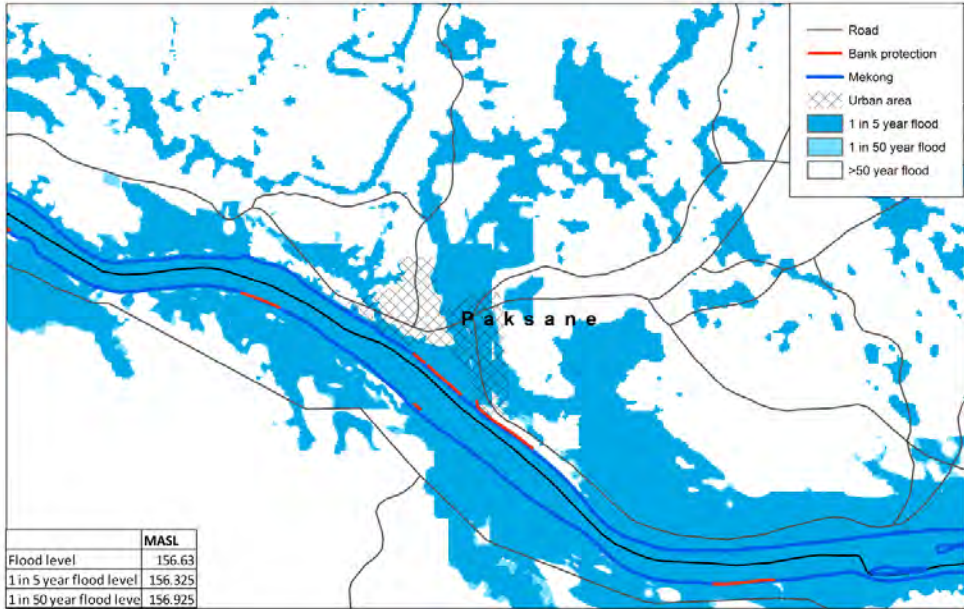 Road
Bank protection
Mekong
Urban area
1 in 5 year flood
1 in 50 year flood
>50 year flood
Paksane
MASL
Flood level 156.63
1 in 5 year flood level 156.325
1 in 50 year flood leve 156.925